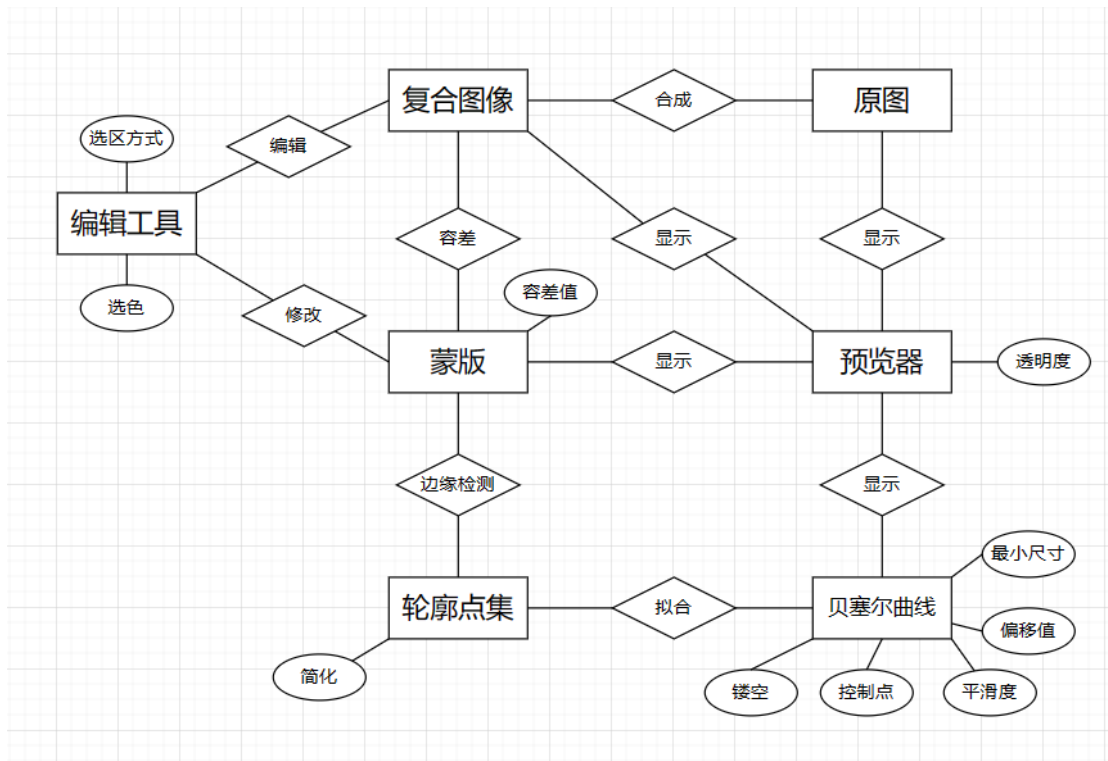 复合图像
合成
原图
选区方式
编辑
编辑工具
容差
显示
显示
选色
修改
容差值
蒙版
显示
预览器
透明度
边缘检测
显示
最小尺寸
轮廓点集
拟合
贝塞尔曲线
偏移值
简化
镂空
控制点
平滑度